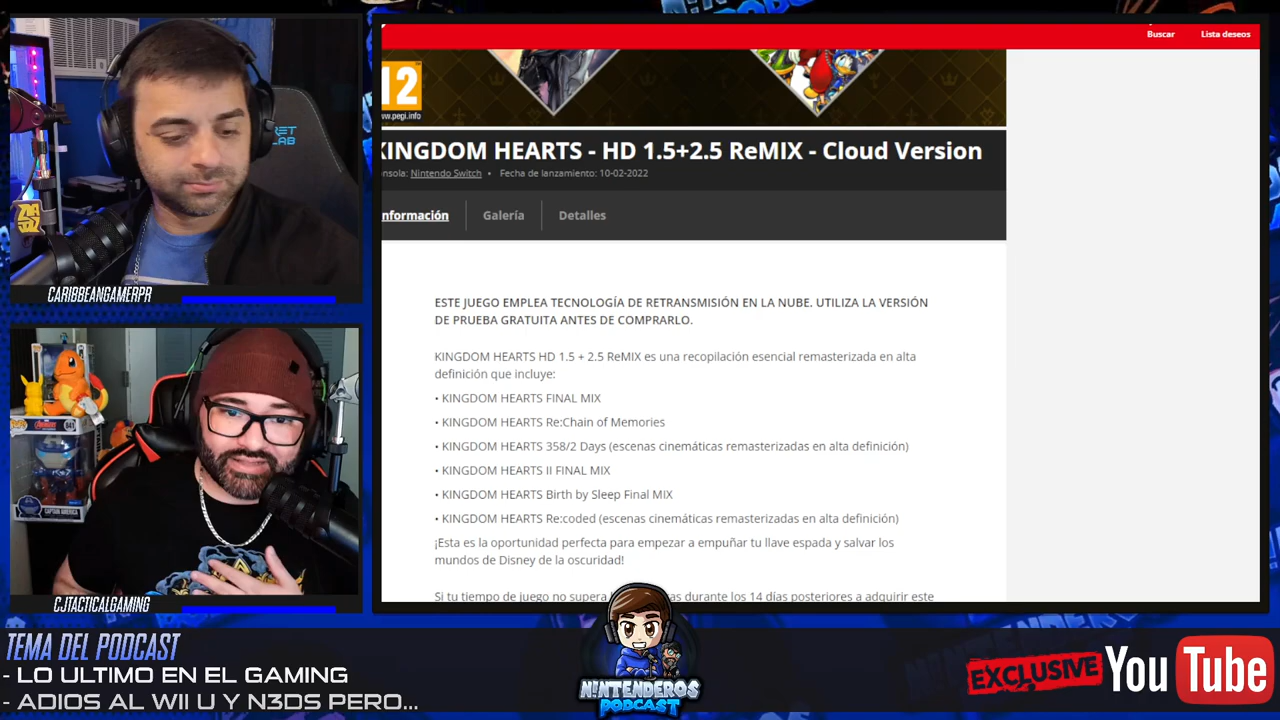 Buscar Lista deseos
12
www.pegi.info
KINGDOM HEARTS - HD 1.5+2.5 ReMIX - Cloud Version
onsola: Nintendo Switch • Fecha de lanzamiento: 10-02-2022
nformación Galería Detalles
ESTE JUEGO EMPLEA TECNOLOGÍA DE RETRANSMISIÓN EN LA NUBE. UTILIZA LA VERSIÓN
DE PRUEBA GRATUITA ANTES DE COMPRARLO.
KINGDOM HEARTS HD 1.5 + 2.5 ReMIX es una recopilación esencial remasterizada en alta
definición que incluye:
• KINGDOM HEARTS FINAL MIX
• KINGDOM HEARTS Re:Chain of Memories
• KINGDOM HEARTS 358/2 Days (escenas cinemáticas remasterizadas en alta definición)
• KINGDOM HEARTS II FINAL MIX
• KINGDOM HEARTS Birth by Sleep Final MIX
• KINGDOM HEARTS Re:coded (escenas cinemáticas remasterizadas en alta definición)
¡Esta es la oportunidad perfecta para empezar a empuñar tu llave espada y salvar los
mundos de Disney de la oscuridad!
Si tu tiempo de juego no supera durante los 14 días posteriores a adquirir este
CARIBBEANGAMERPR
CJTACTICALGAMING
CAPTAIN AMERICA
TEMA DEL PODCAST
- LO ULTIMO EN EL GAMING
- ADIOS AL WII U Y N3DS PERO...
NINTENDEROS
PODCAST
EXCLUSIVE YouTube